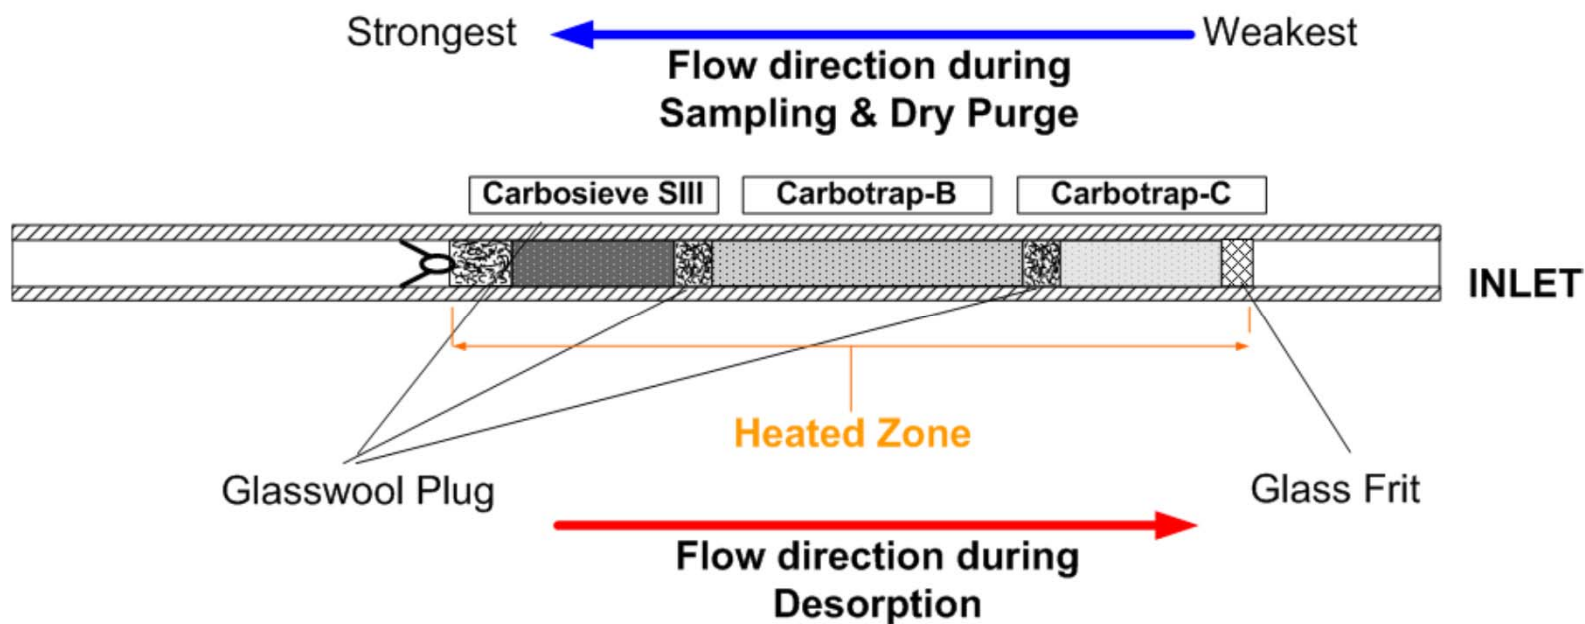 Strongest
Weakest
Flow direction during
Sampling & Dry Purge
Carbosieve SIII
Carbotrap-B
Carbotrap-C
INLET
Heated Zone
Glasswool Plug
Glass Frit
Flow direction during
Desorption